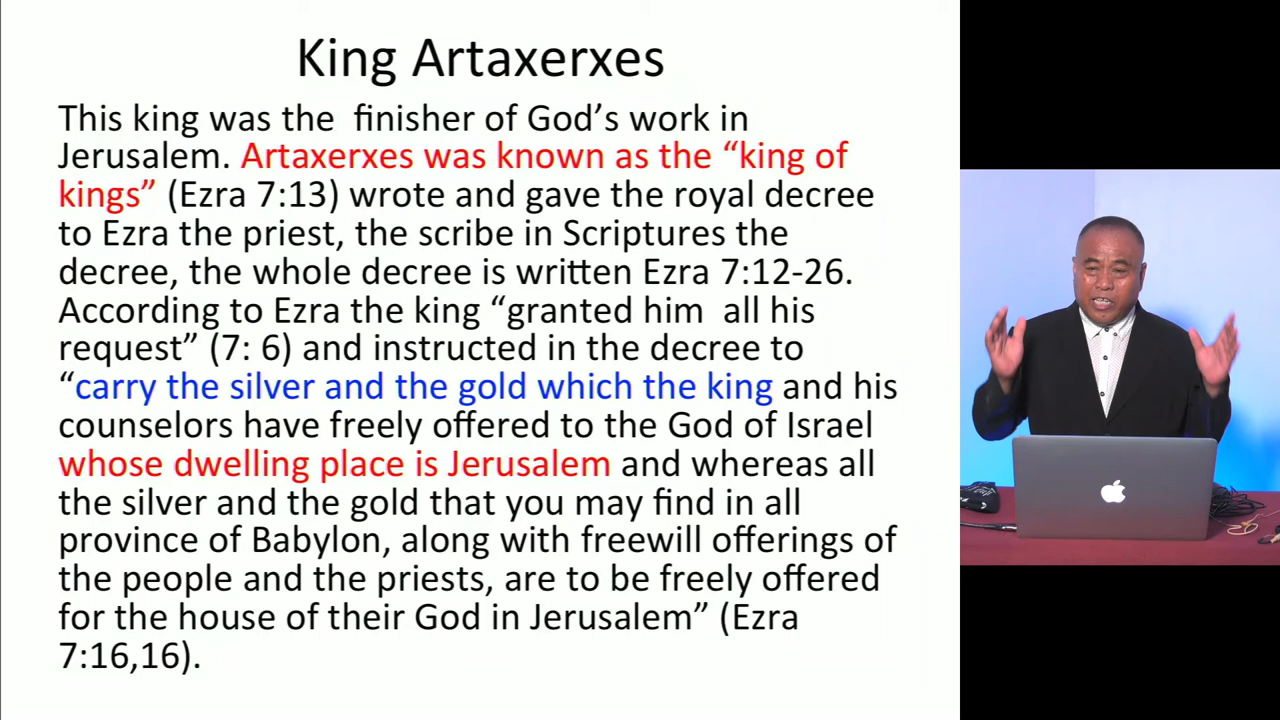 King Artaxerxes
This king was the  finisher of God’s work in
Jerusalem. Artaxerxes was known as the “king of
kings” (Ezra 7:13) wrote and gave the royal decree
to Ezra the priest, the scribe in Scriptures the
decree, the whole decree is written Ezra 7:12-26.
According to Ezra the king “granted him  all his
request” (7: 6) and instructed in the decree to
“carry the silver and the gold which the king and his
counselors have freely offered to the God of Israel
whose dwelling place is Jerusalem and whereas all
the silver and the gold that you may find in all
province of Babylon, along with freewill offerings of
the people and the priests, are to be freely offered
for the house of their God in Jerusalem” (Ezra
7:16,16).